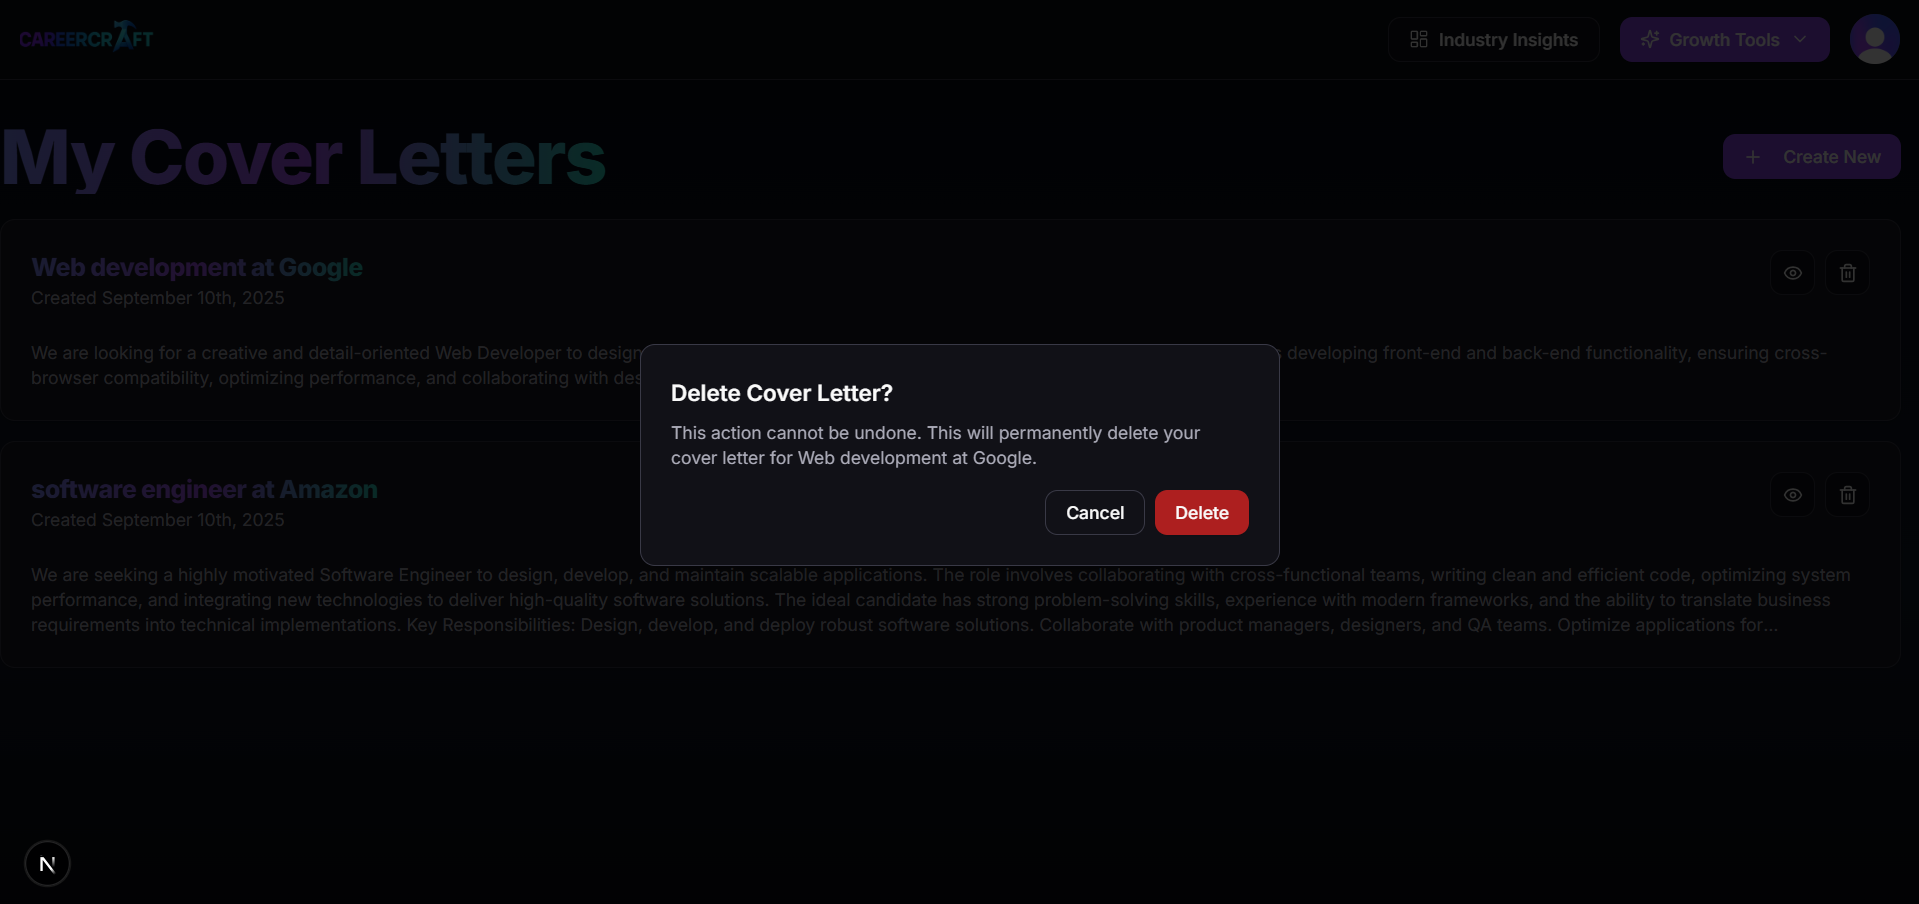 CAREERCRAFT
Industry Insights
Growth Tools
My Cover Letters
Create New
Web development at Google
Created September 10th, 2025
We are looking for a creative and detail-oriented Web Developer to design
developing front-end and back-end functionality, ensuring cross-
browser compatibility, optimizing performance, and collaborating with
Delete Cover Letter?
This action cannot be undone. This will permanently delete your
cover letter for Web development at Google.
Cancel
Delete
software engineer at Amazon
Created September 10th, 2025
We are seeking a highly motivated Software Engineer to design, develop, and maintain scalable applications. The role involves collaborating with cross-functional teams, writing clean and efficient code, optimizing system
performance, and integrating new technologies to deliver high-quality software solutions. The ideal candidate has strong problem-solving skills, experience with modern frameworks, and the ability to translate business
requirements into technical implementations. Key Responsibilities: Design, develop, and deploy robust software solutions. Collaborate with product managers, designers, and QA teams. Optimize applications for...
N